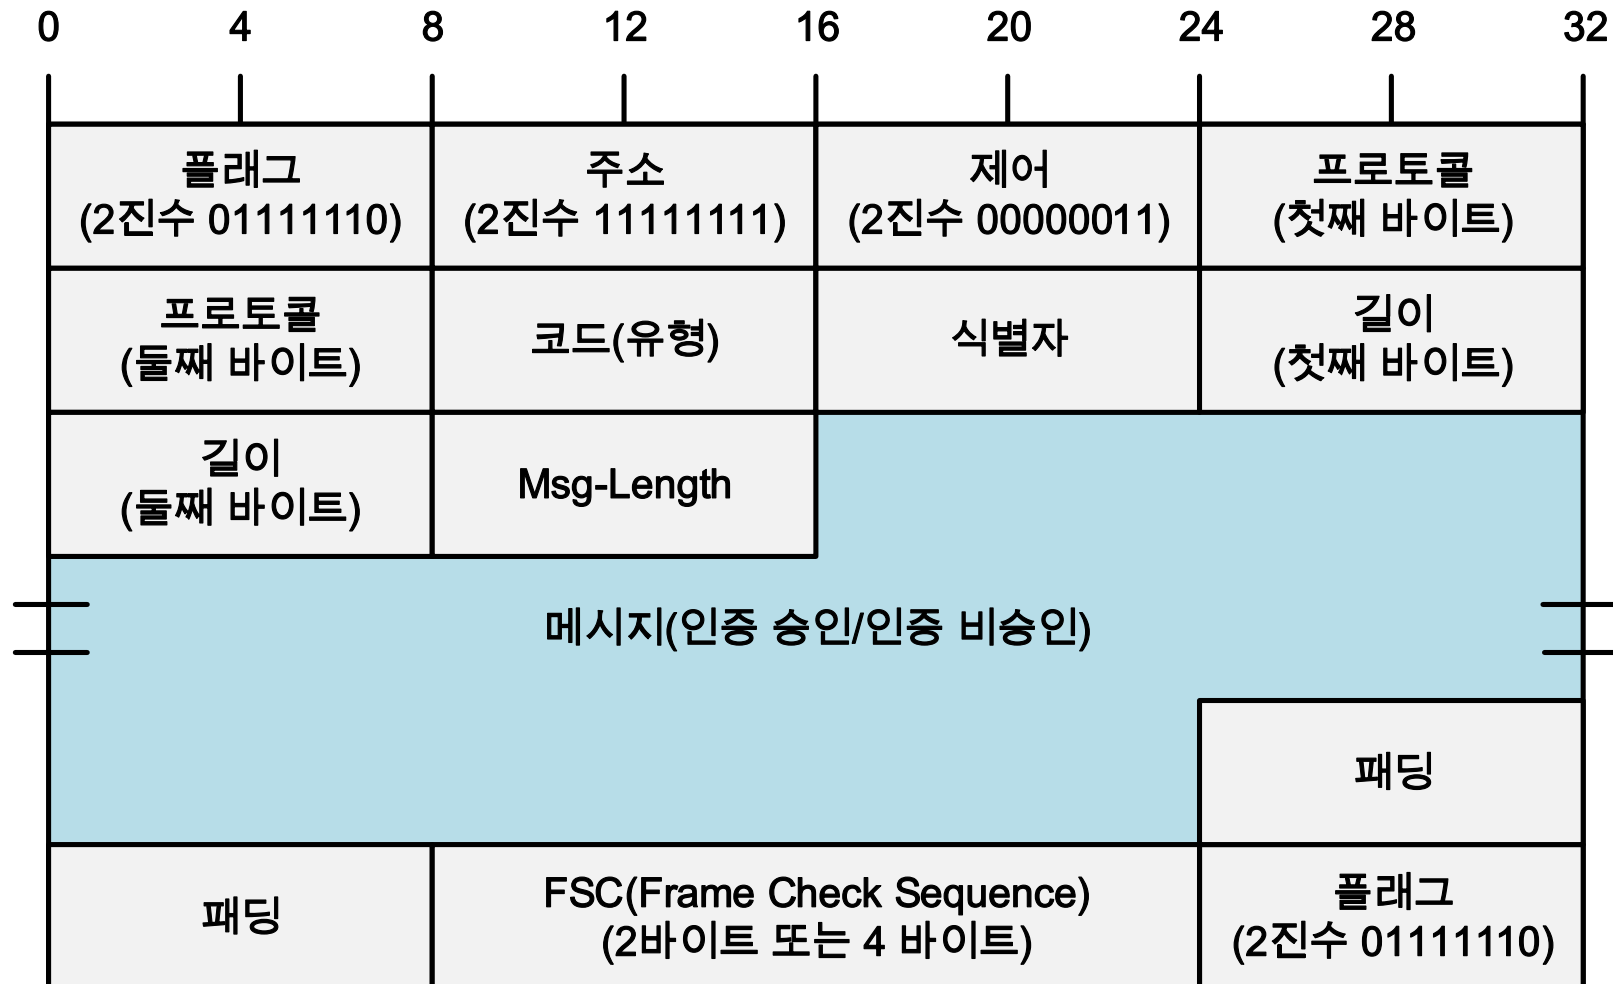 0 4 8 12 16 20 24 28 32
플래그
(2진수 01111110)
주소
(2진수 11111111)
제어
(2진수 00000011)
프로토콜
(첫째 바이트)
프로토콜
(둘째 바이트)
코드(유형)
식별자
길이
(첫째 바이트)
길이
(둘째 바이트)
Msg-Length
메시지(인증 승인/인증 비승인)
패딩
패딩
FSC(Frame Check Sequence)
(2바이트 또는 4 바이트)
플래그
(2진수 01111110)